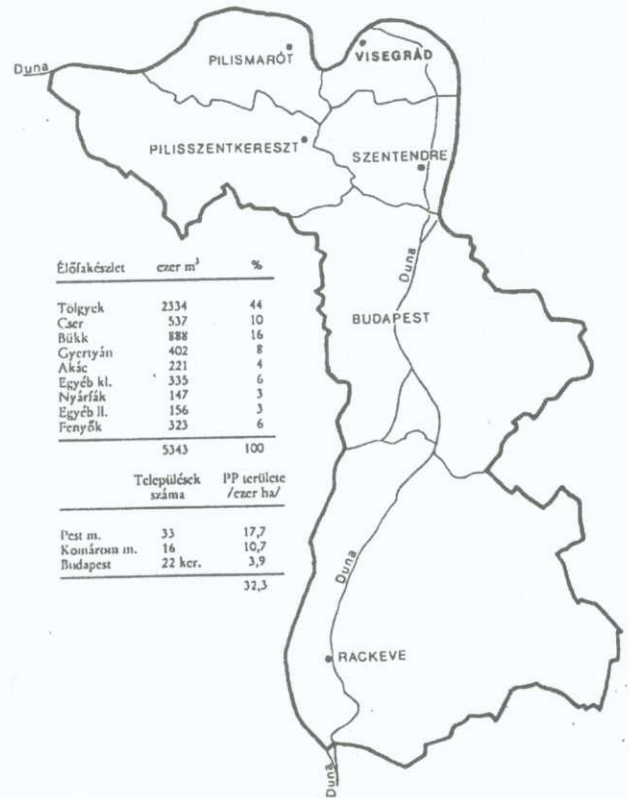 PILISMARÓT
VISEGRÁD
Duna
PILISSZENTKERESZT
SZENTENDRE
Duna
BUDAPEST
Élőfakészlet ezer m³ %
Tölgyek 2334 44
Cser 537 10
Bükk 888 16
Gyertyán 402 8
Akác 221 4
Egyéb kl. 335 6
Nyárfák 147 3
Egyéb ll. 156 3
Fenyők 323 6
5343 100
Települések PP területe
száma /ezer ha/
Pest m. 33 17,7
Komárom m. 16 10,7
Budapest 22 ker. 3,9
32,3
Duna
RACKEVE
Duna